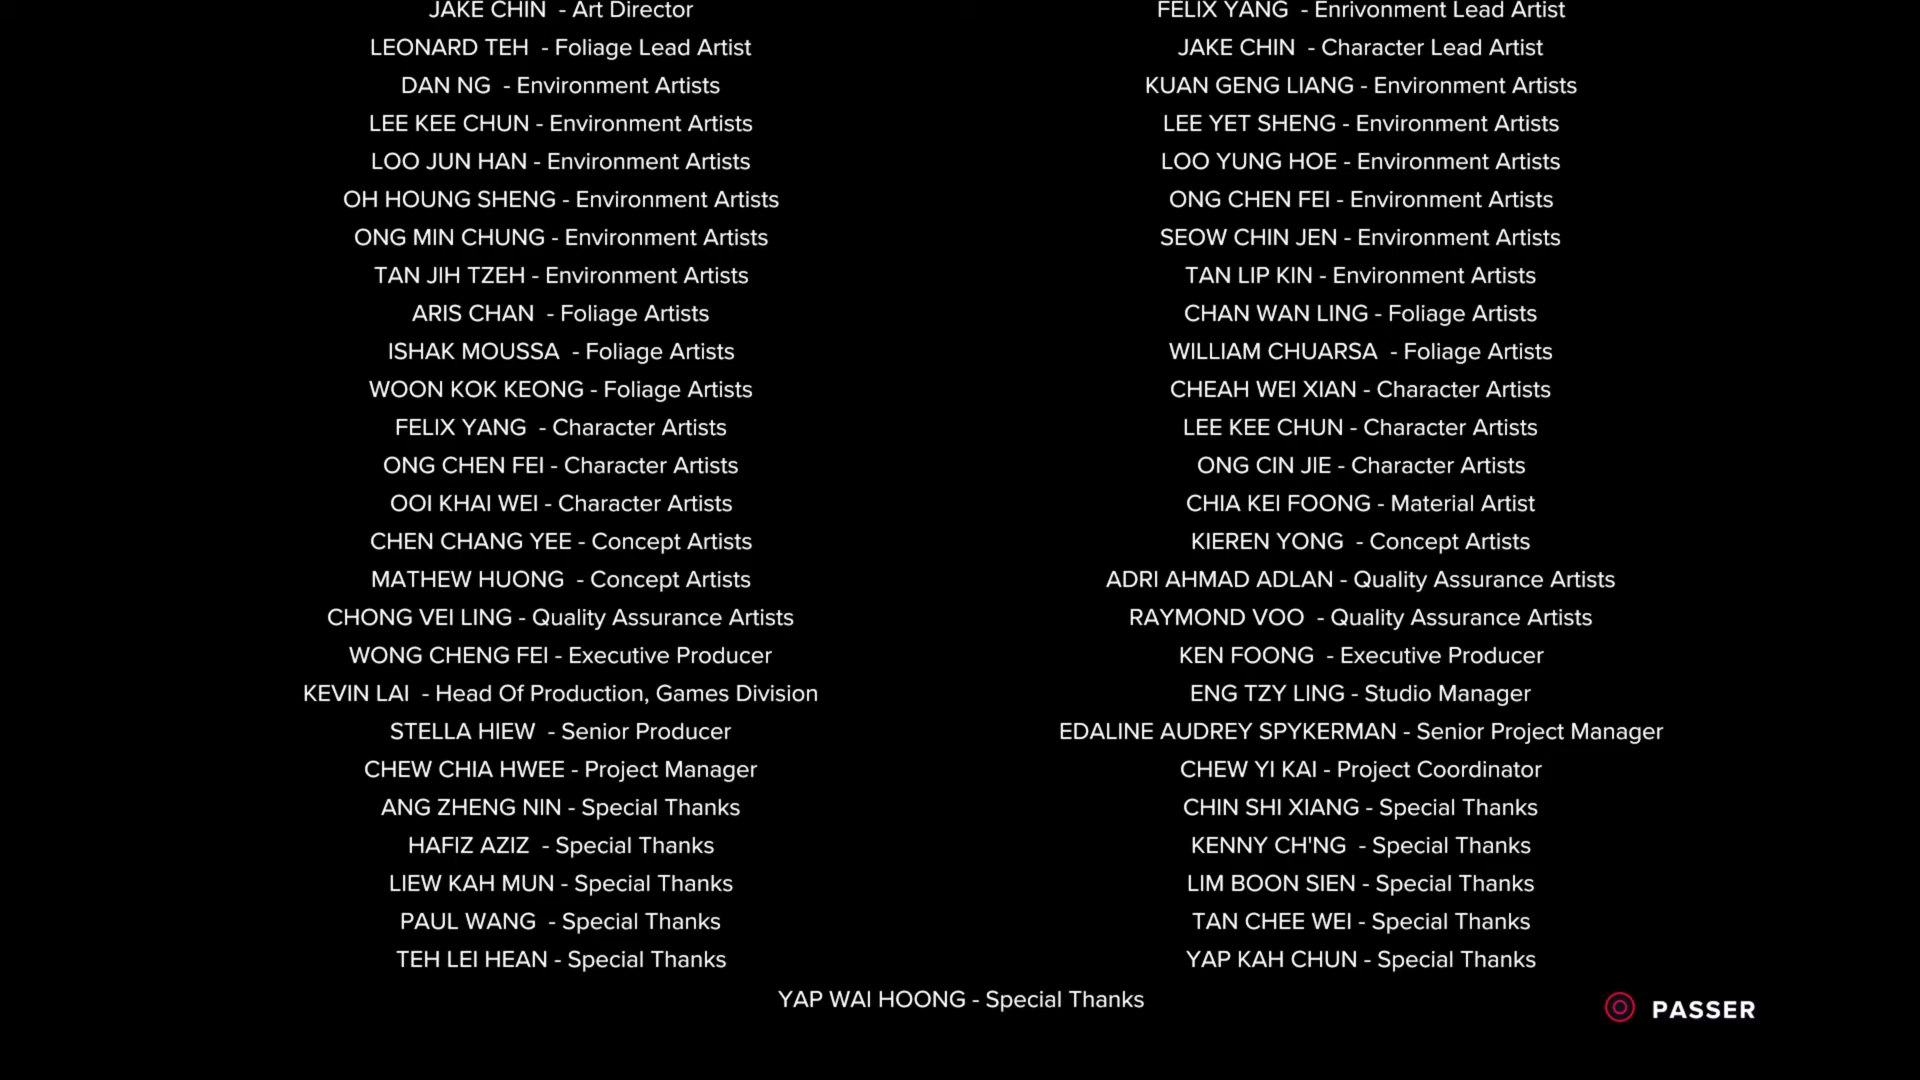 JAKE CHIN - Art Director
FELIX YANG - Enrivonment Lead Artist
LEONARD TEH - Foliage Lead Artist
JAKE CHIN - Character Lead Artist
DAN NG - Environment Artists
KUAN GENG LIANG - Environment Artists
LEE KEE CHUN - Environment Artists
LEE YET SHENG - Environment Artists
LOO JUN HAN - Environment Artists
LOO YUNG HOE - Environment Artists
OH HOUNG SHENG - Environment Artists
ONG CHEN FEI - Environment Artists
ONG MIN CHUNG - Environment Artists
SEOW CHIN JEN - Environment Artists
TAN JIH TZEH - Environment Artists
TAN LIP KIN - Environment Artists
ARIS CHAN - Foliage Artists
CHAN WAN LING - Foliage Artists
ISHAK MOUSSA - Foliage Artists
WILLIAM CHUARSA - Foliage Artists
WOON KOK KEONG - Foliage Artists
CHEAH WEI XIAN - Character Artists
FELIX YANG - Character Artists
LEE KEE CHUN - Character Artists
ONG CHEN FEI - Character Artists
ONG CIN JIE - Character Artists
OOI KHAI WEI - Character Artists
CHIA KEI FOONG - Material Artist
CHEN CHANG YEE - Concept Artists
KIEREN YONG - Concept Artists
MATHEW HUONG - Concept Artists
ADRI AHMAD ADLAN - Quality Assurance Artists
CHONG VEI LING - Quality Assurance Artists
RAYMOND VOO - Quality Assurance Artists
WONG CHENG FEI - Executive Producer
KEN FOONG - Executive Producer
KEVIN LAI - Head Of Production, Games Division
ENG TZY LING - Studio Manager
STELLA HIEW - Senior Producer
EDALINE AUDREY SPYKERMAN - Senior Project Manager
CHEW CHIA HWEE - Project Manager
CHEW YI KAI - Project Coordinator
ANG ZHENG NIN - Special Thanks
CHIN SHI XIANG - Special Thanks
HAFIZ AZIZ - Special Thanks
KENNY CH'NG - Special Thanks
LIEW KAH MUN - Special Thanks
LIM BOON SIEN - Special Thanks
PAUL WANG - Special Thanks
TAN CHEE WEI - Special Thanks
TEH LEI HEAN - Special Thanks
YAP KAH CHUN - Special Thanks
YAP WAI HOONG - Special Thanks
PASSER